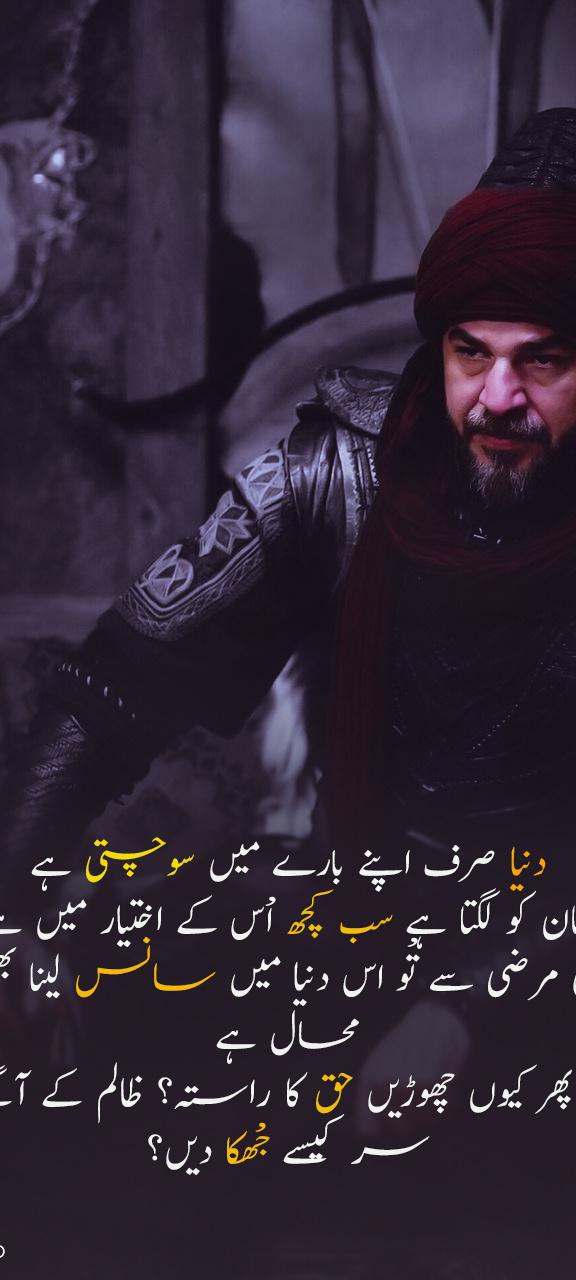 دنیا صرف اپنے بارے میں سوچتی ہے
کو لگتا ہے سب کچھ اُس کے اختیار میں
مرضی سے تُو اس دنیا میں سانس لینا
محال ہے
پھر کیوں چھوڑیں حق کا راستہ؟ ظالم کے
سر کیسے جُھکا دیں؟